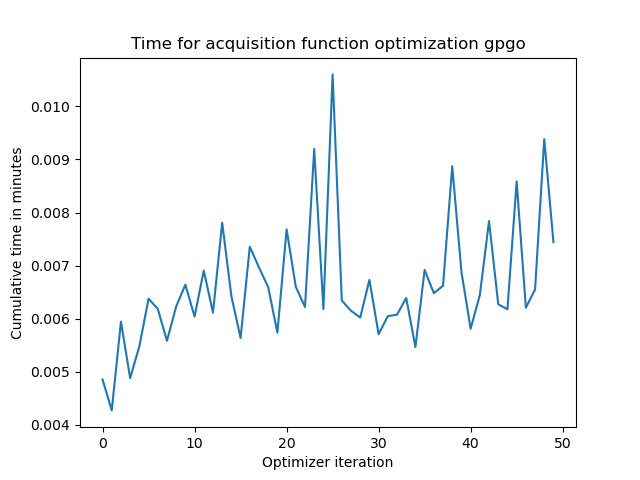 Time for acquisition function optimization gpgo
0.010
0.009
0.008
0.007
0.006
0.005
0.004
Cumulative time in minutes
0 10 20 30 40 50
Optimizer iteration